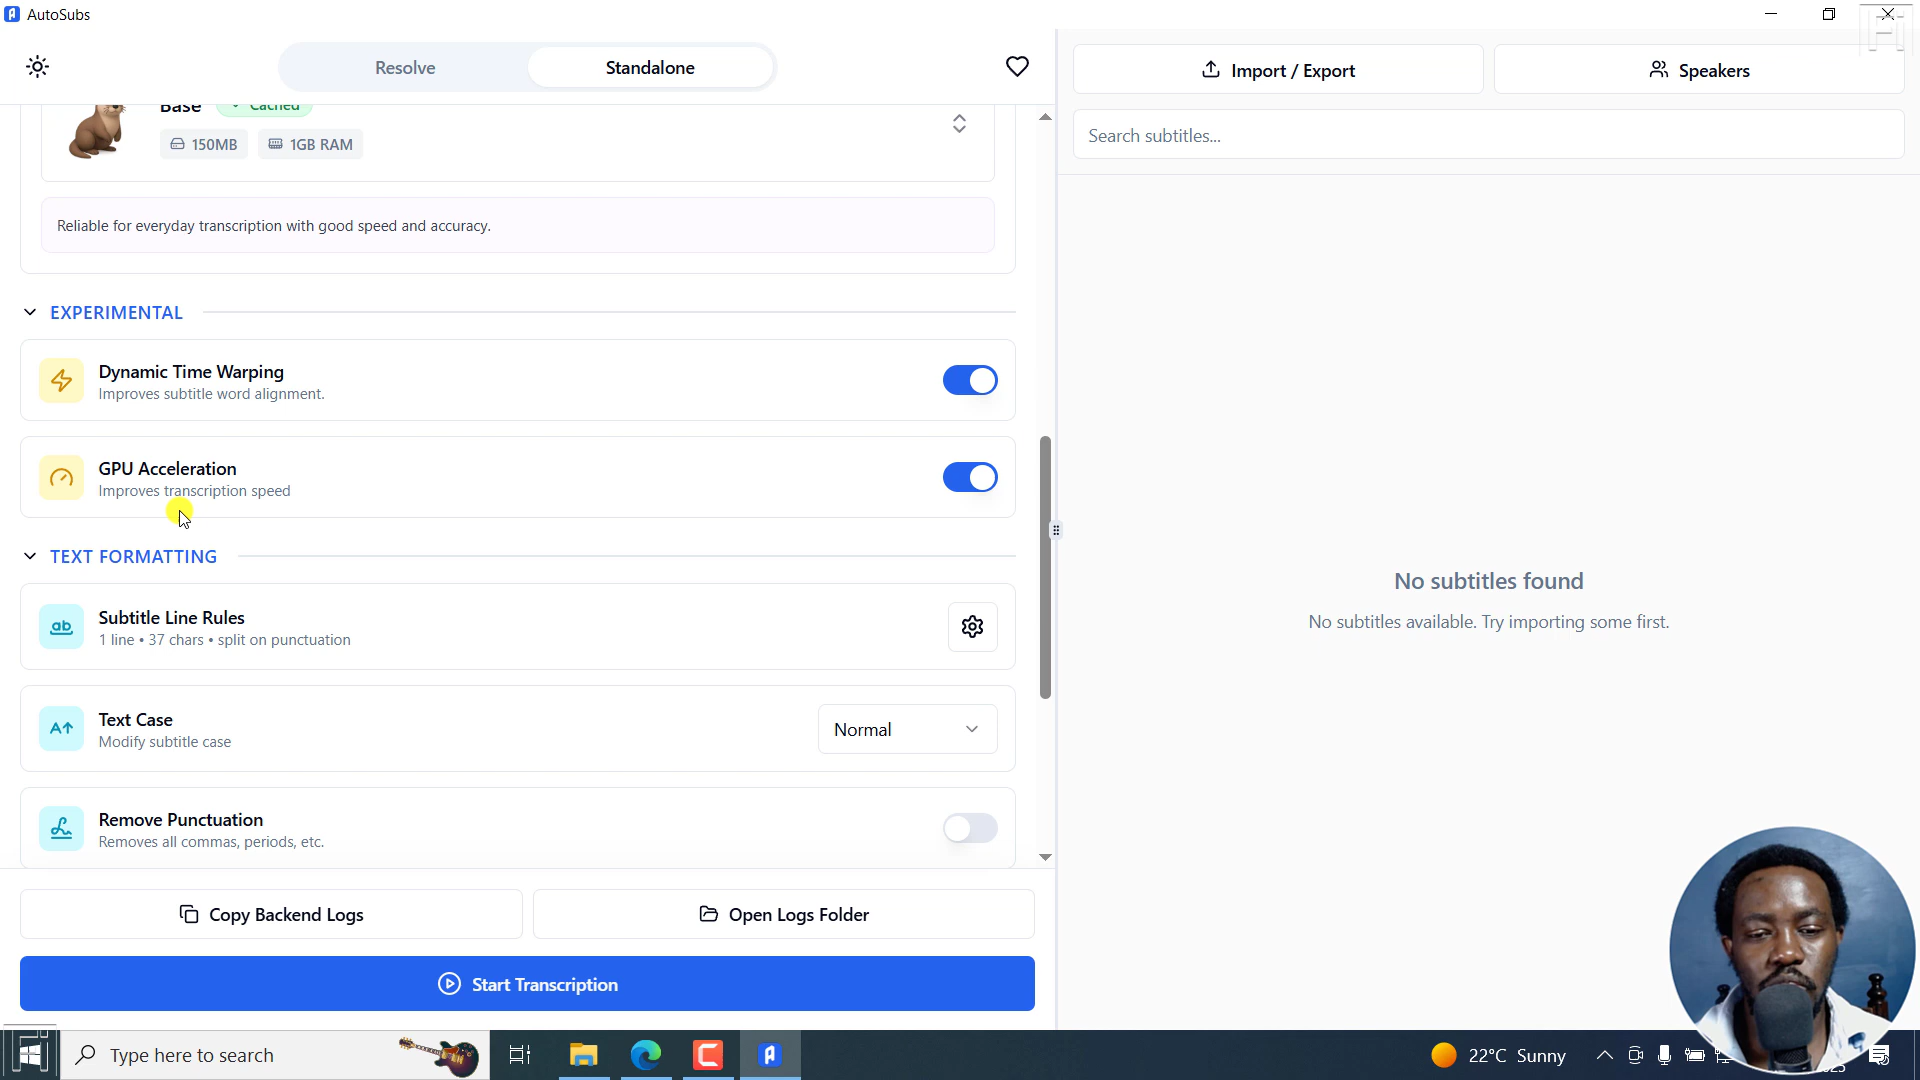 AutoSubs
Resolve
Standalone
Import / Export
Speakers
Search subtitles...
Base
Cached
150MB
1GB RAM
Reliable for everyday transcription with good speed and accuracy.
EXPERIMENTAL
Dynamic Time Warping
Improves subtitle word alignment.
GPU Acceleration
Improves transcription speed
TEXT FORMATTING
Subtitle Line Rules
1 line • 37 chars • split on punctuation
Text Case
Modify subtitle case
Normal
Remove Punctuation
Removes all commas, periods, etc.
No subtitles found
No subtitles available. Try importing some first.
Copy Backend Logs
Open Logs Folder
Start Transcription
Type here to search
22°C Sunny